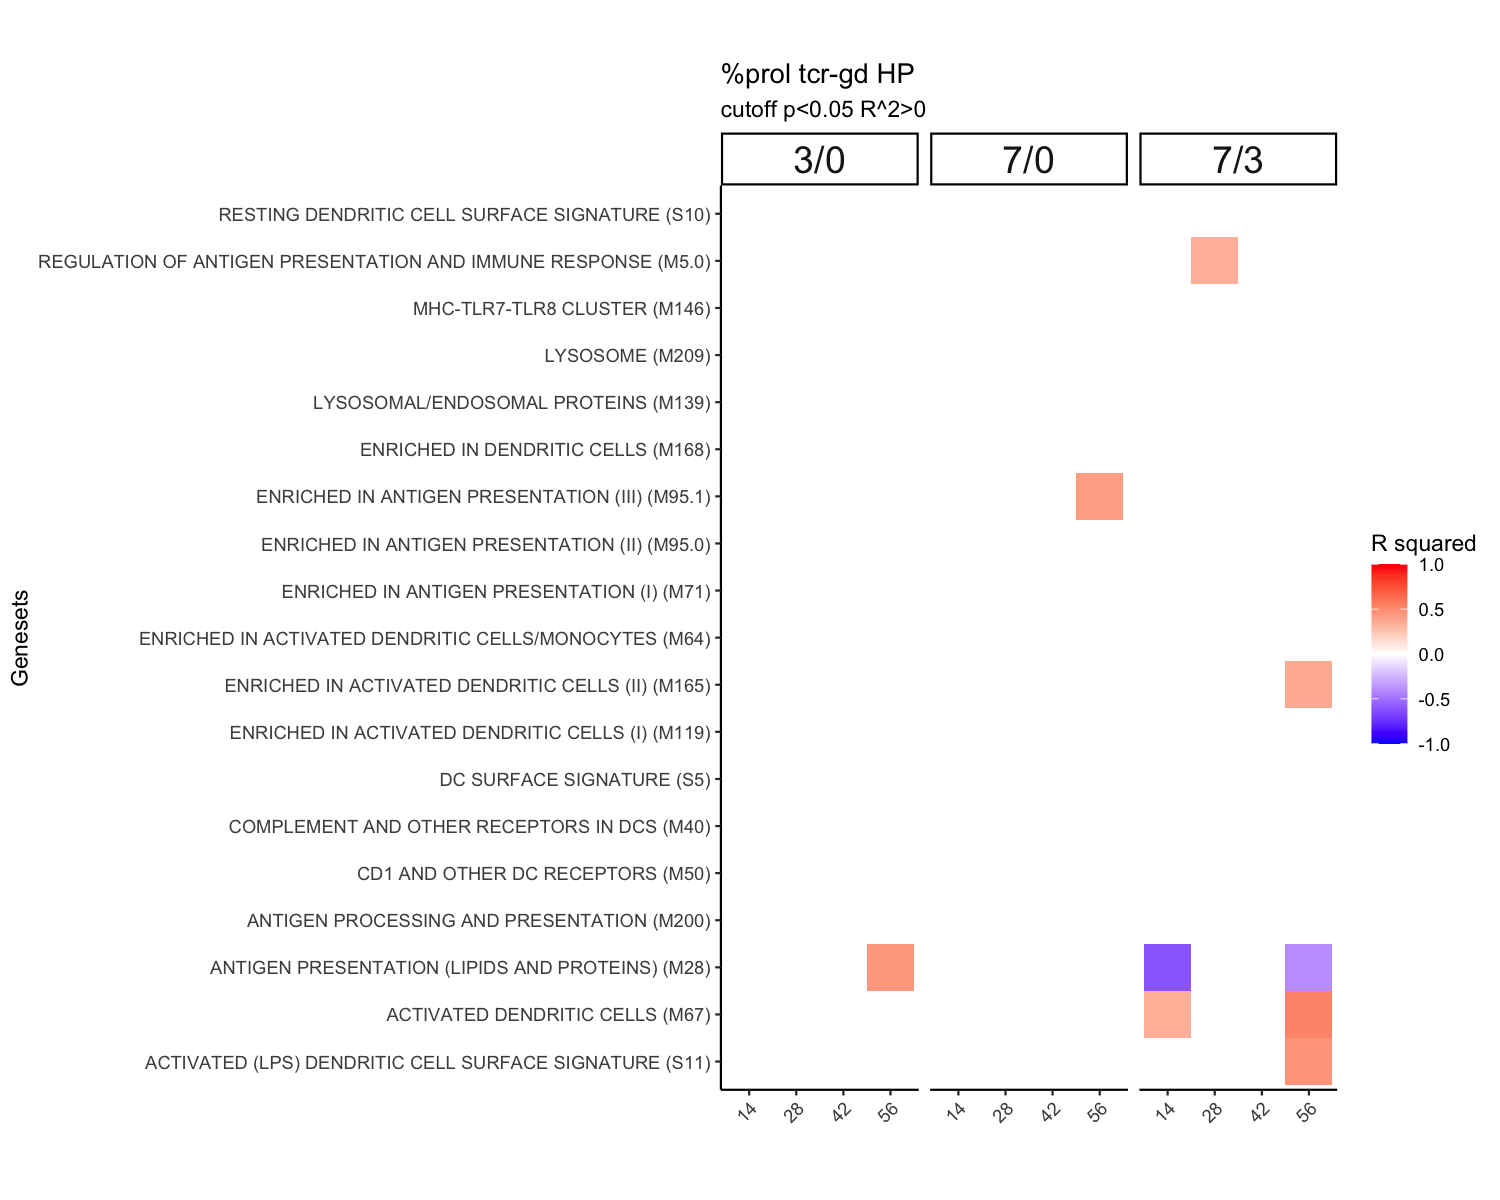 %prol tcr-gd HP
cutoff p<0.05 R^2>0
3/0
7/0
7/3
RESTING DENDRITIC CELL SURFACE SIGNATURE (S10)
REGULATION OF ANTIGEN PRESENTATION AND IMMUNE RESPONSE (M5.0)
MHC-TLR7-TLR8 CLUSTER (M146)
LYSOSOME (M209)
LYSOSOMAL/ENDOSOMAL PROTEINS (M139)
ENRICHED IN DENDRITIC CELLS (M168)
ENRICHED IN ANTIGEN PRESENTATION (III) (M95.1)
ENRICHED IN ANTIGEN PRESENTATION (II) (M95.0)
ENRICHED IN ANTIGEN PRESENTATION (I) (M71)
ENRICHED IN ACTIVATED DENDRITIC CELLS/MONOCYTES (M64)
ENRICHED IN ACTIVATED DENDRITIC CELLS (II) (M165)
ENRICHED IN ACTIVATED DENDRITIC CELLS (I) (M119)
DC SURFACE SIGNATURE (S5)
COMPLEMENT AND OTHER RECEPTORS IN DCS (M40)
CD1 AND OTHER DC RECEPTORS (M50)
ANTIGEN PROCESSING AND PRESENTATION (M200)
ANTIGEN PRESENTATION (LIPIDS AND PROTEINS) (M28)
ACTIVATED DENDRITIC CELLS (M67)
ACTIVATED (LPS) DENDRITIC CELL SURFACE SIGNATURE (S11)
Genesets
14 28 42 56
14 28 42 56
14 28 42 56
R squared
1.0
0.5
0.0
-0.5
-1.0